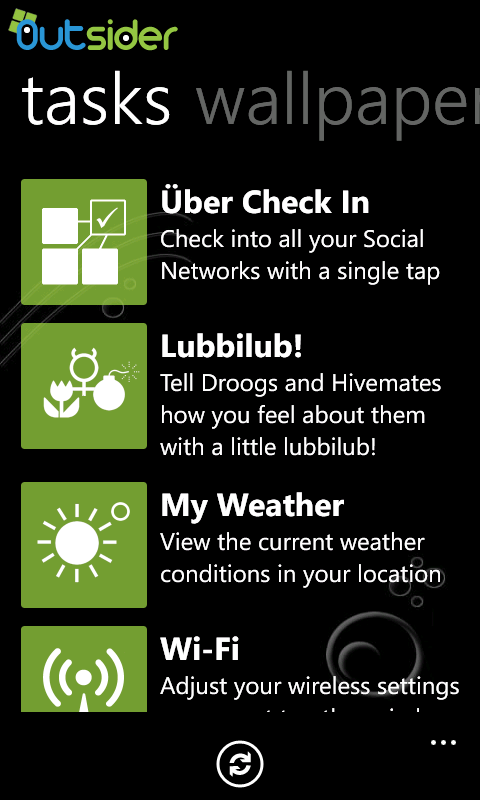 Outsider
tasks wallpaper
Über Check In
Check into all your Social
Networks with a single tap
Lubbilub!
Tell Droogs and Hivemates
how you feel about them
with a little lubbilub!
My Weather
View the current weather
conditions in your location
Wi-Fi
Adjust your wireless settings